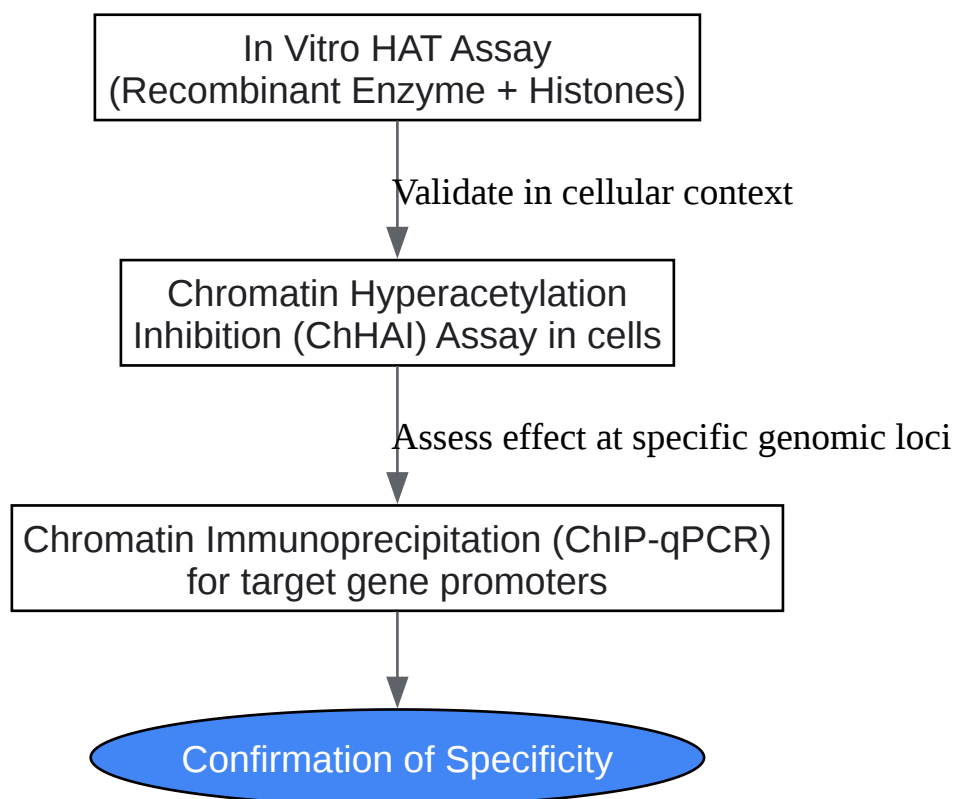 In Vitro HAT Assay
(Recombinant Enzyme + Histones)
Validate in cellular context
Chromatin Hyperacetylation
Inhibition (ChHAI) Assay in cells
Assess effect at specific genomic loci
Chromatin Immunoprecipitation (ChIP-qPCR)
for target gene promoters
Confirmation of Specificity